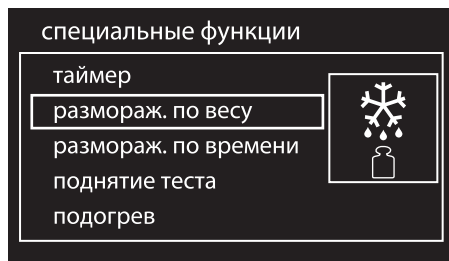 специальные функции
таймер
размораж. по весу
размораж. по времени
поднятие теста
подогрев